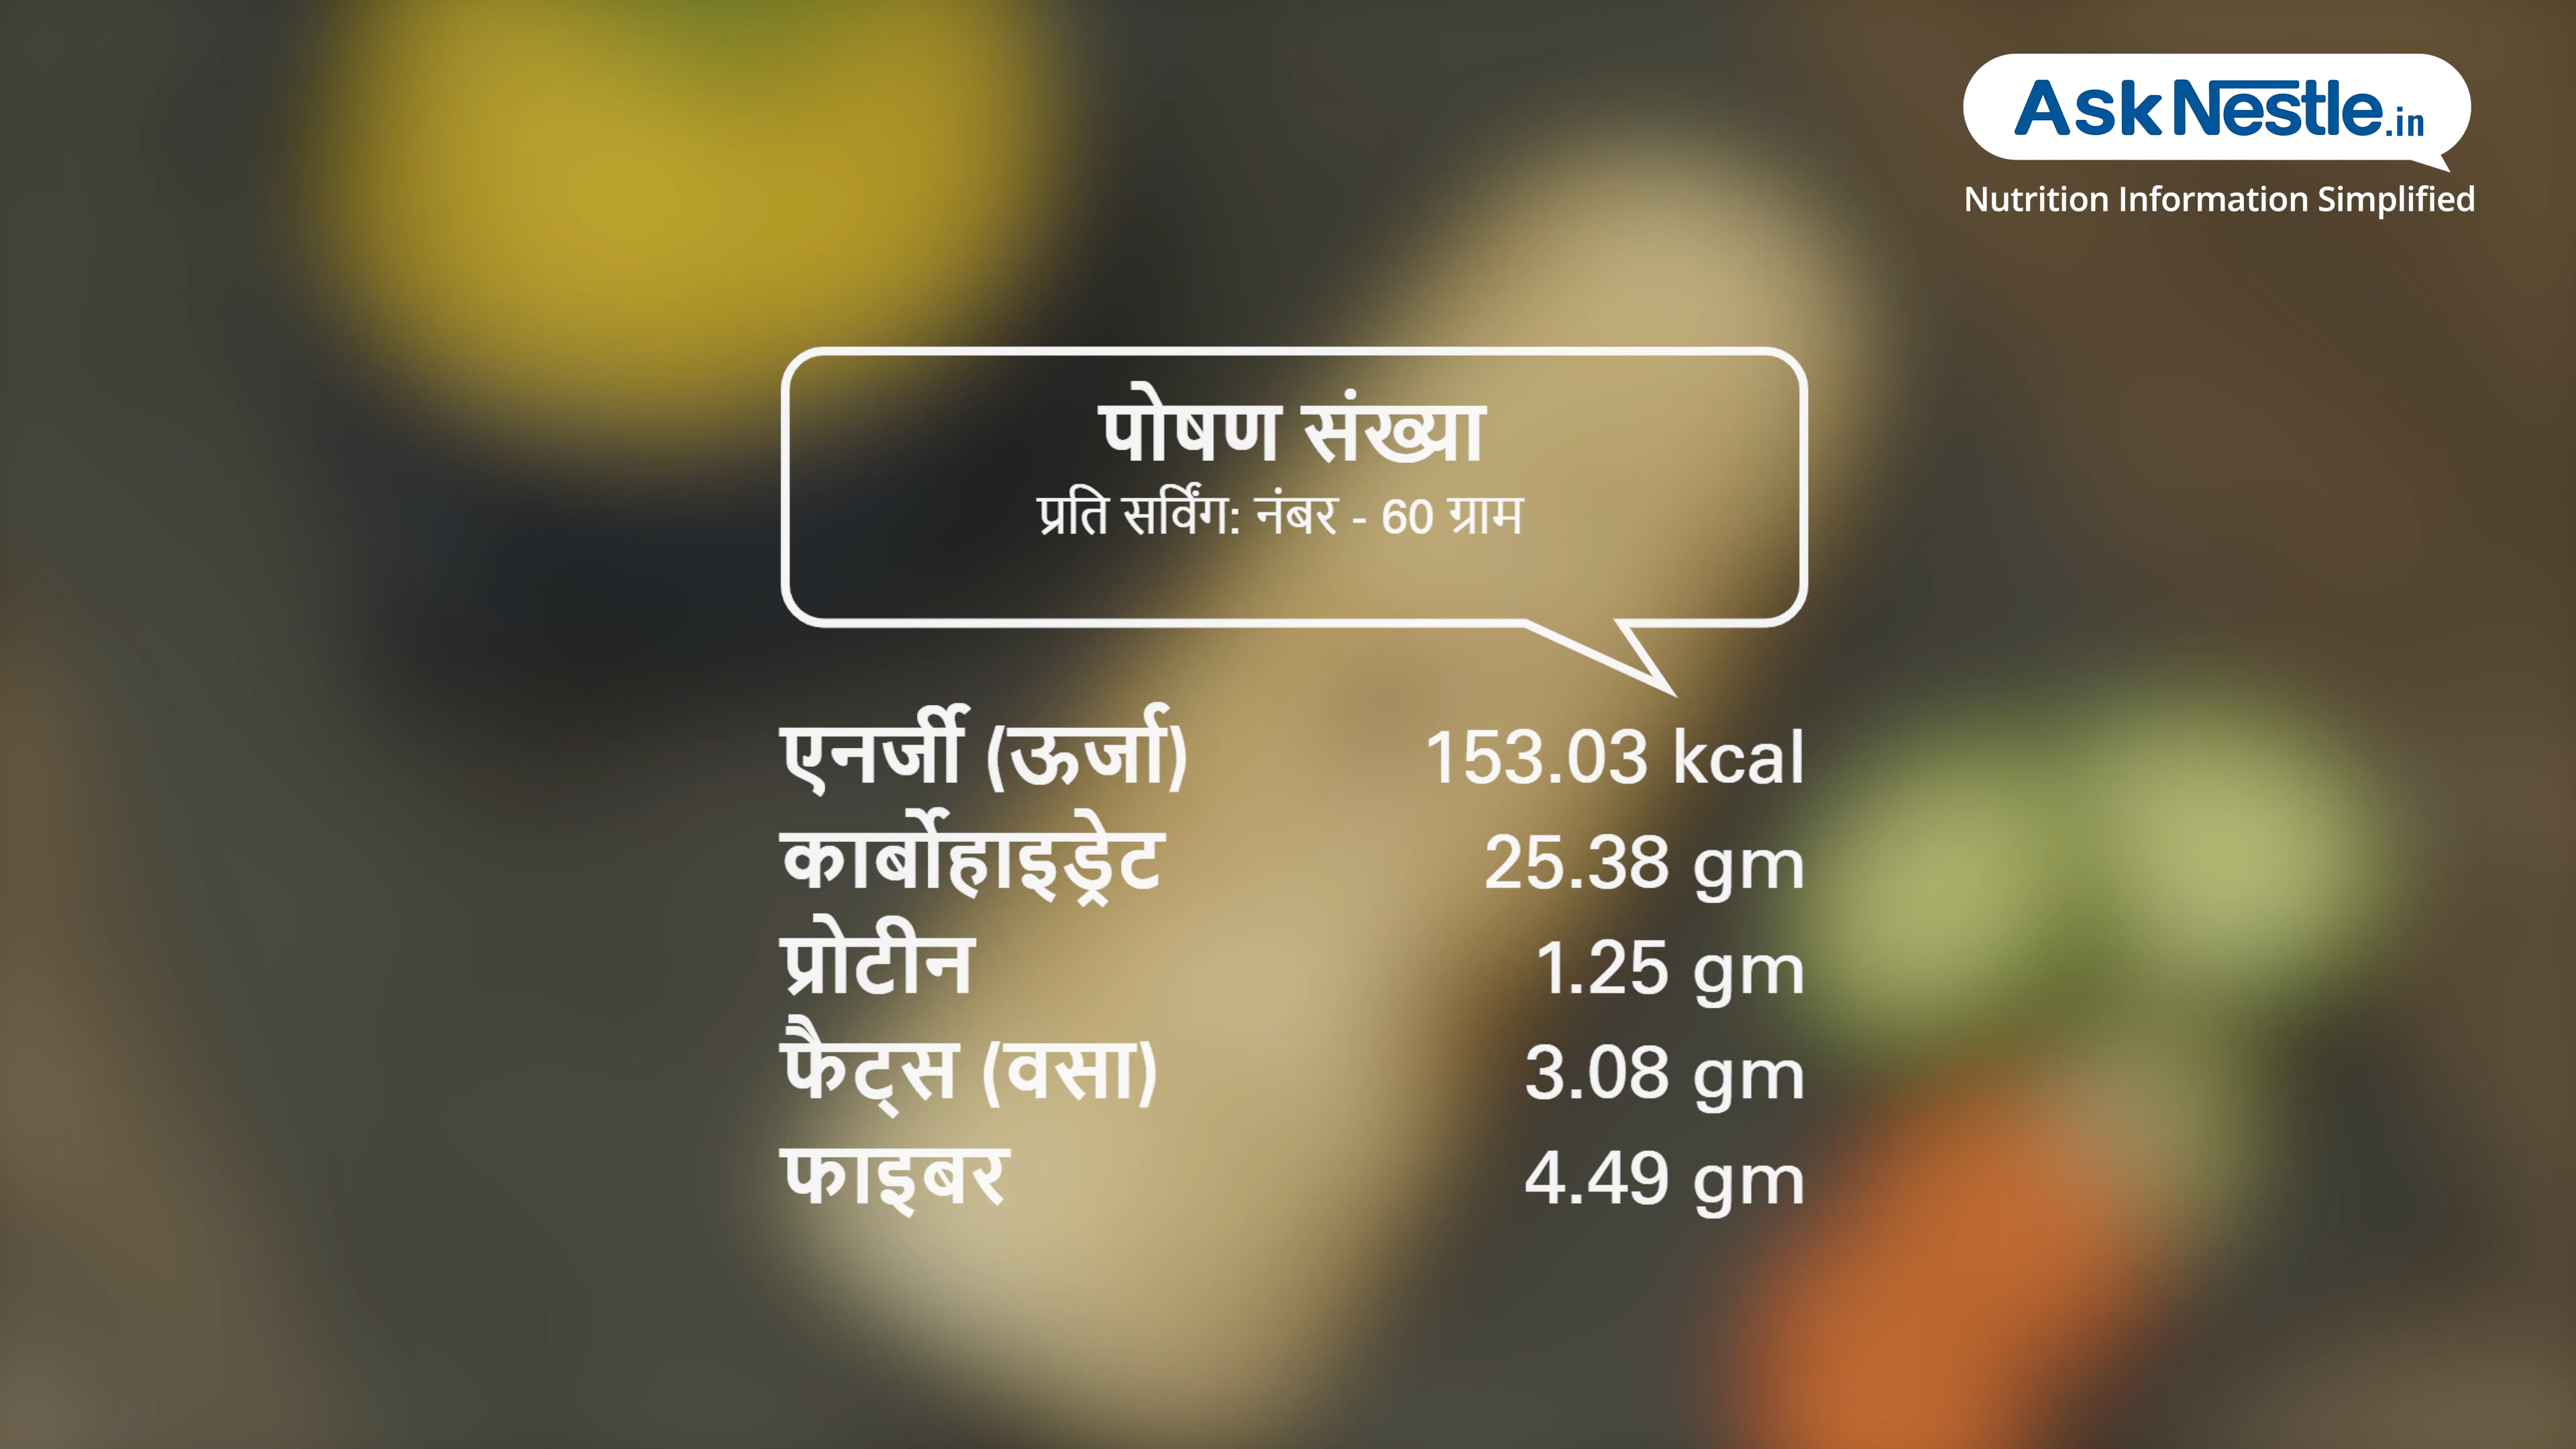 AskNestle.in
Nutrition Information Simplified
पोषण संख्या
प्रति सर्विंग: नंबर - 60 ग्राम
एनर्जी (ऊर्जा) 153.03 kcal
कार्बोहाइड्रेट 25.38 gm
प्रोटीन 1.25 gm
फैट्स (वसा) 3.08 gm
फाइबर 4.49 gm